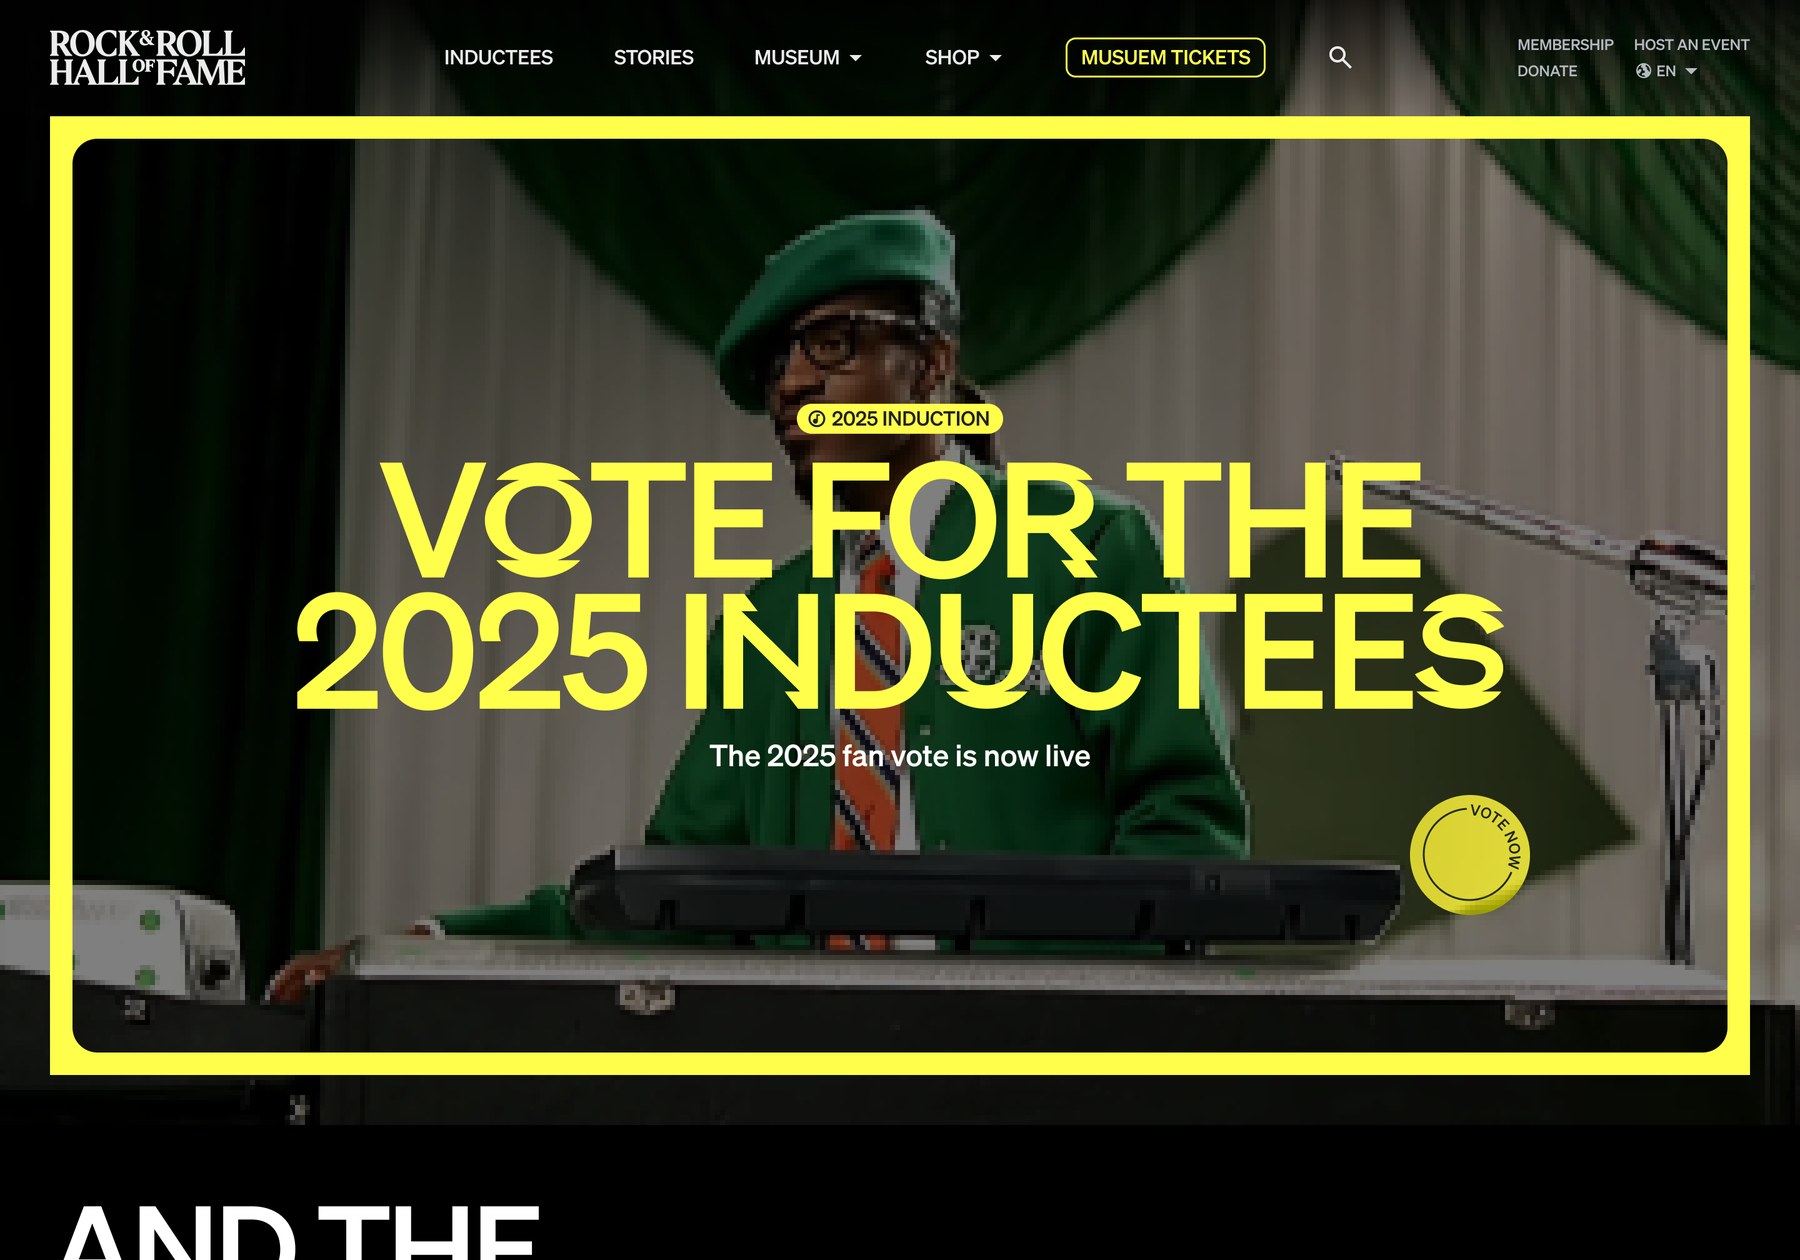 ROCK&ROLL
HALL OF FAME
INDUCTEES
STORIES
MUSEUM
SHOP
MUSUEM TICKETS
MEMBERSHIP
HOST AN EVENT
DONATE
EN
2025 INDUCTION
VOTE FOR THE
2025 INDUCTEES
The 2025 fan vote is now live
VOTE NOW
AND THE